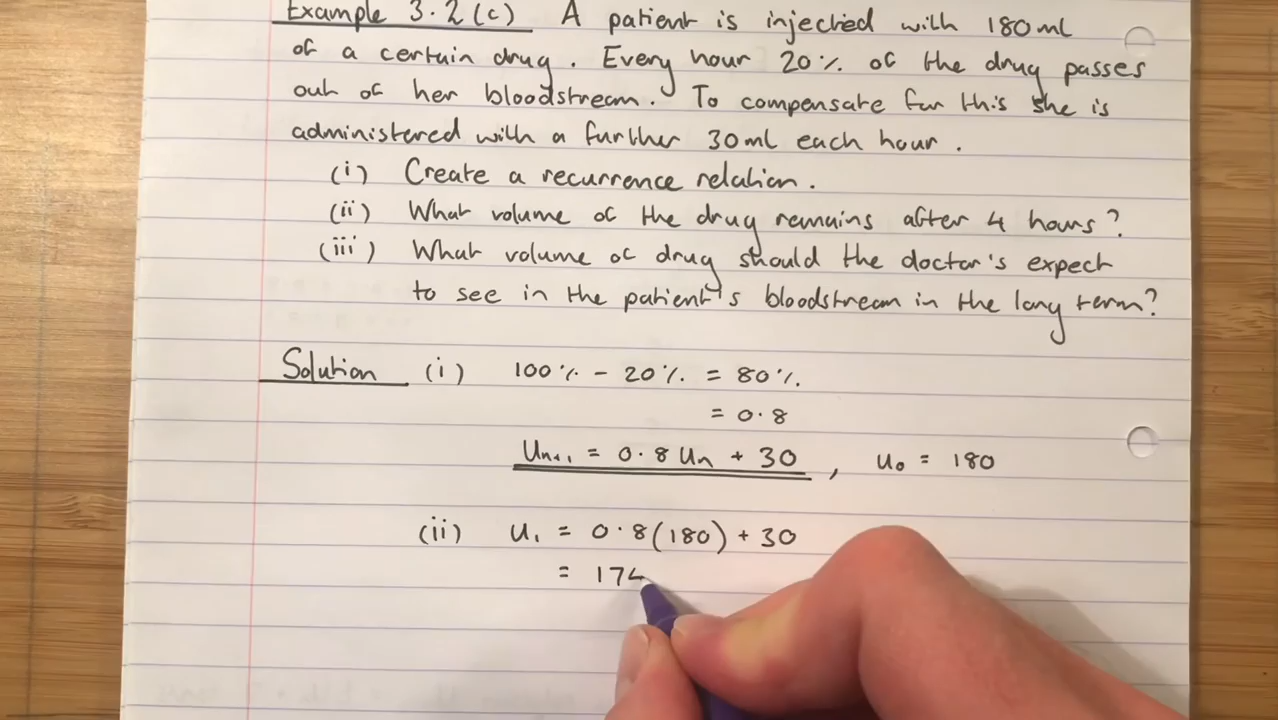 Example 3.2(c) A patient is injected with 180ml
of a certain drug. Every hour 20% of the drug passes
out of her bloodstream. To compensate for this she is
administered with a further 30ml each hour.
(i) Create a recurrence relation.
(ii) What volume of the drug remains after 4 hours?
(iii) What volume of drug should the doctor's expect
to see in the patient's bloodstream in the long term?
Solution (i) 100% - 20% = 80%.
= 0.8
Un+1 = 0.8 Un + 30 , U0 = 180
(ii) U1 = 0.8(180) + 30
= 174